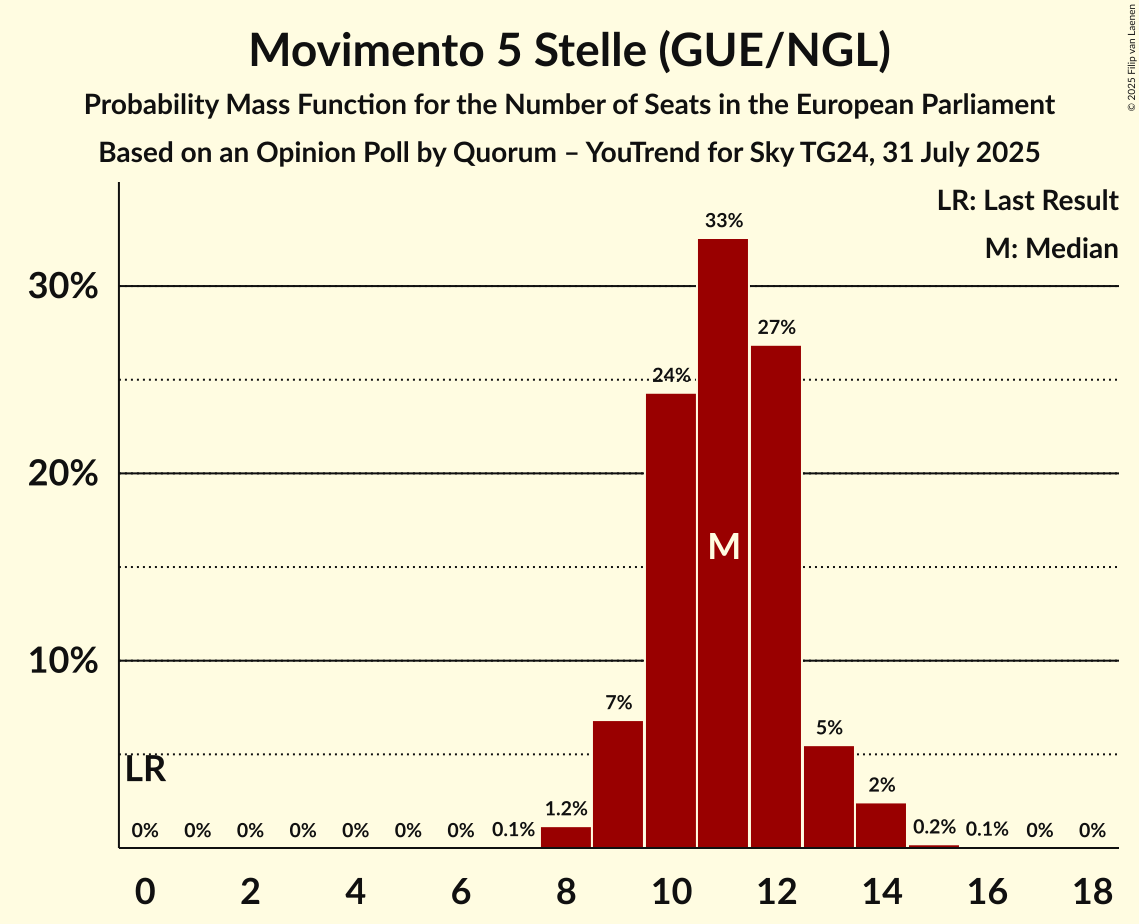 Movimento 5 Stelle (GUE/NGL)
Probability Mass Function for the Number of Seats in the European Parliament
Based on an Opinion Poll by Quorum – YouTrend for Sky TG24, 31 July 2025
© 2025 Filip van Laenen
LR: Last Result
M: Median
30%
20%
10%
33%
27%
24%
M
7%
5%
LR
2%
1.2%
0% 0% 0% 0% 0% 0% 0% 0.1% 0.2% 0.1% 0% 0%
0 2 4 6 8 10 12 14 16 18